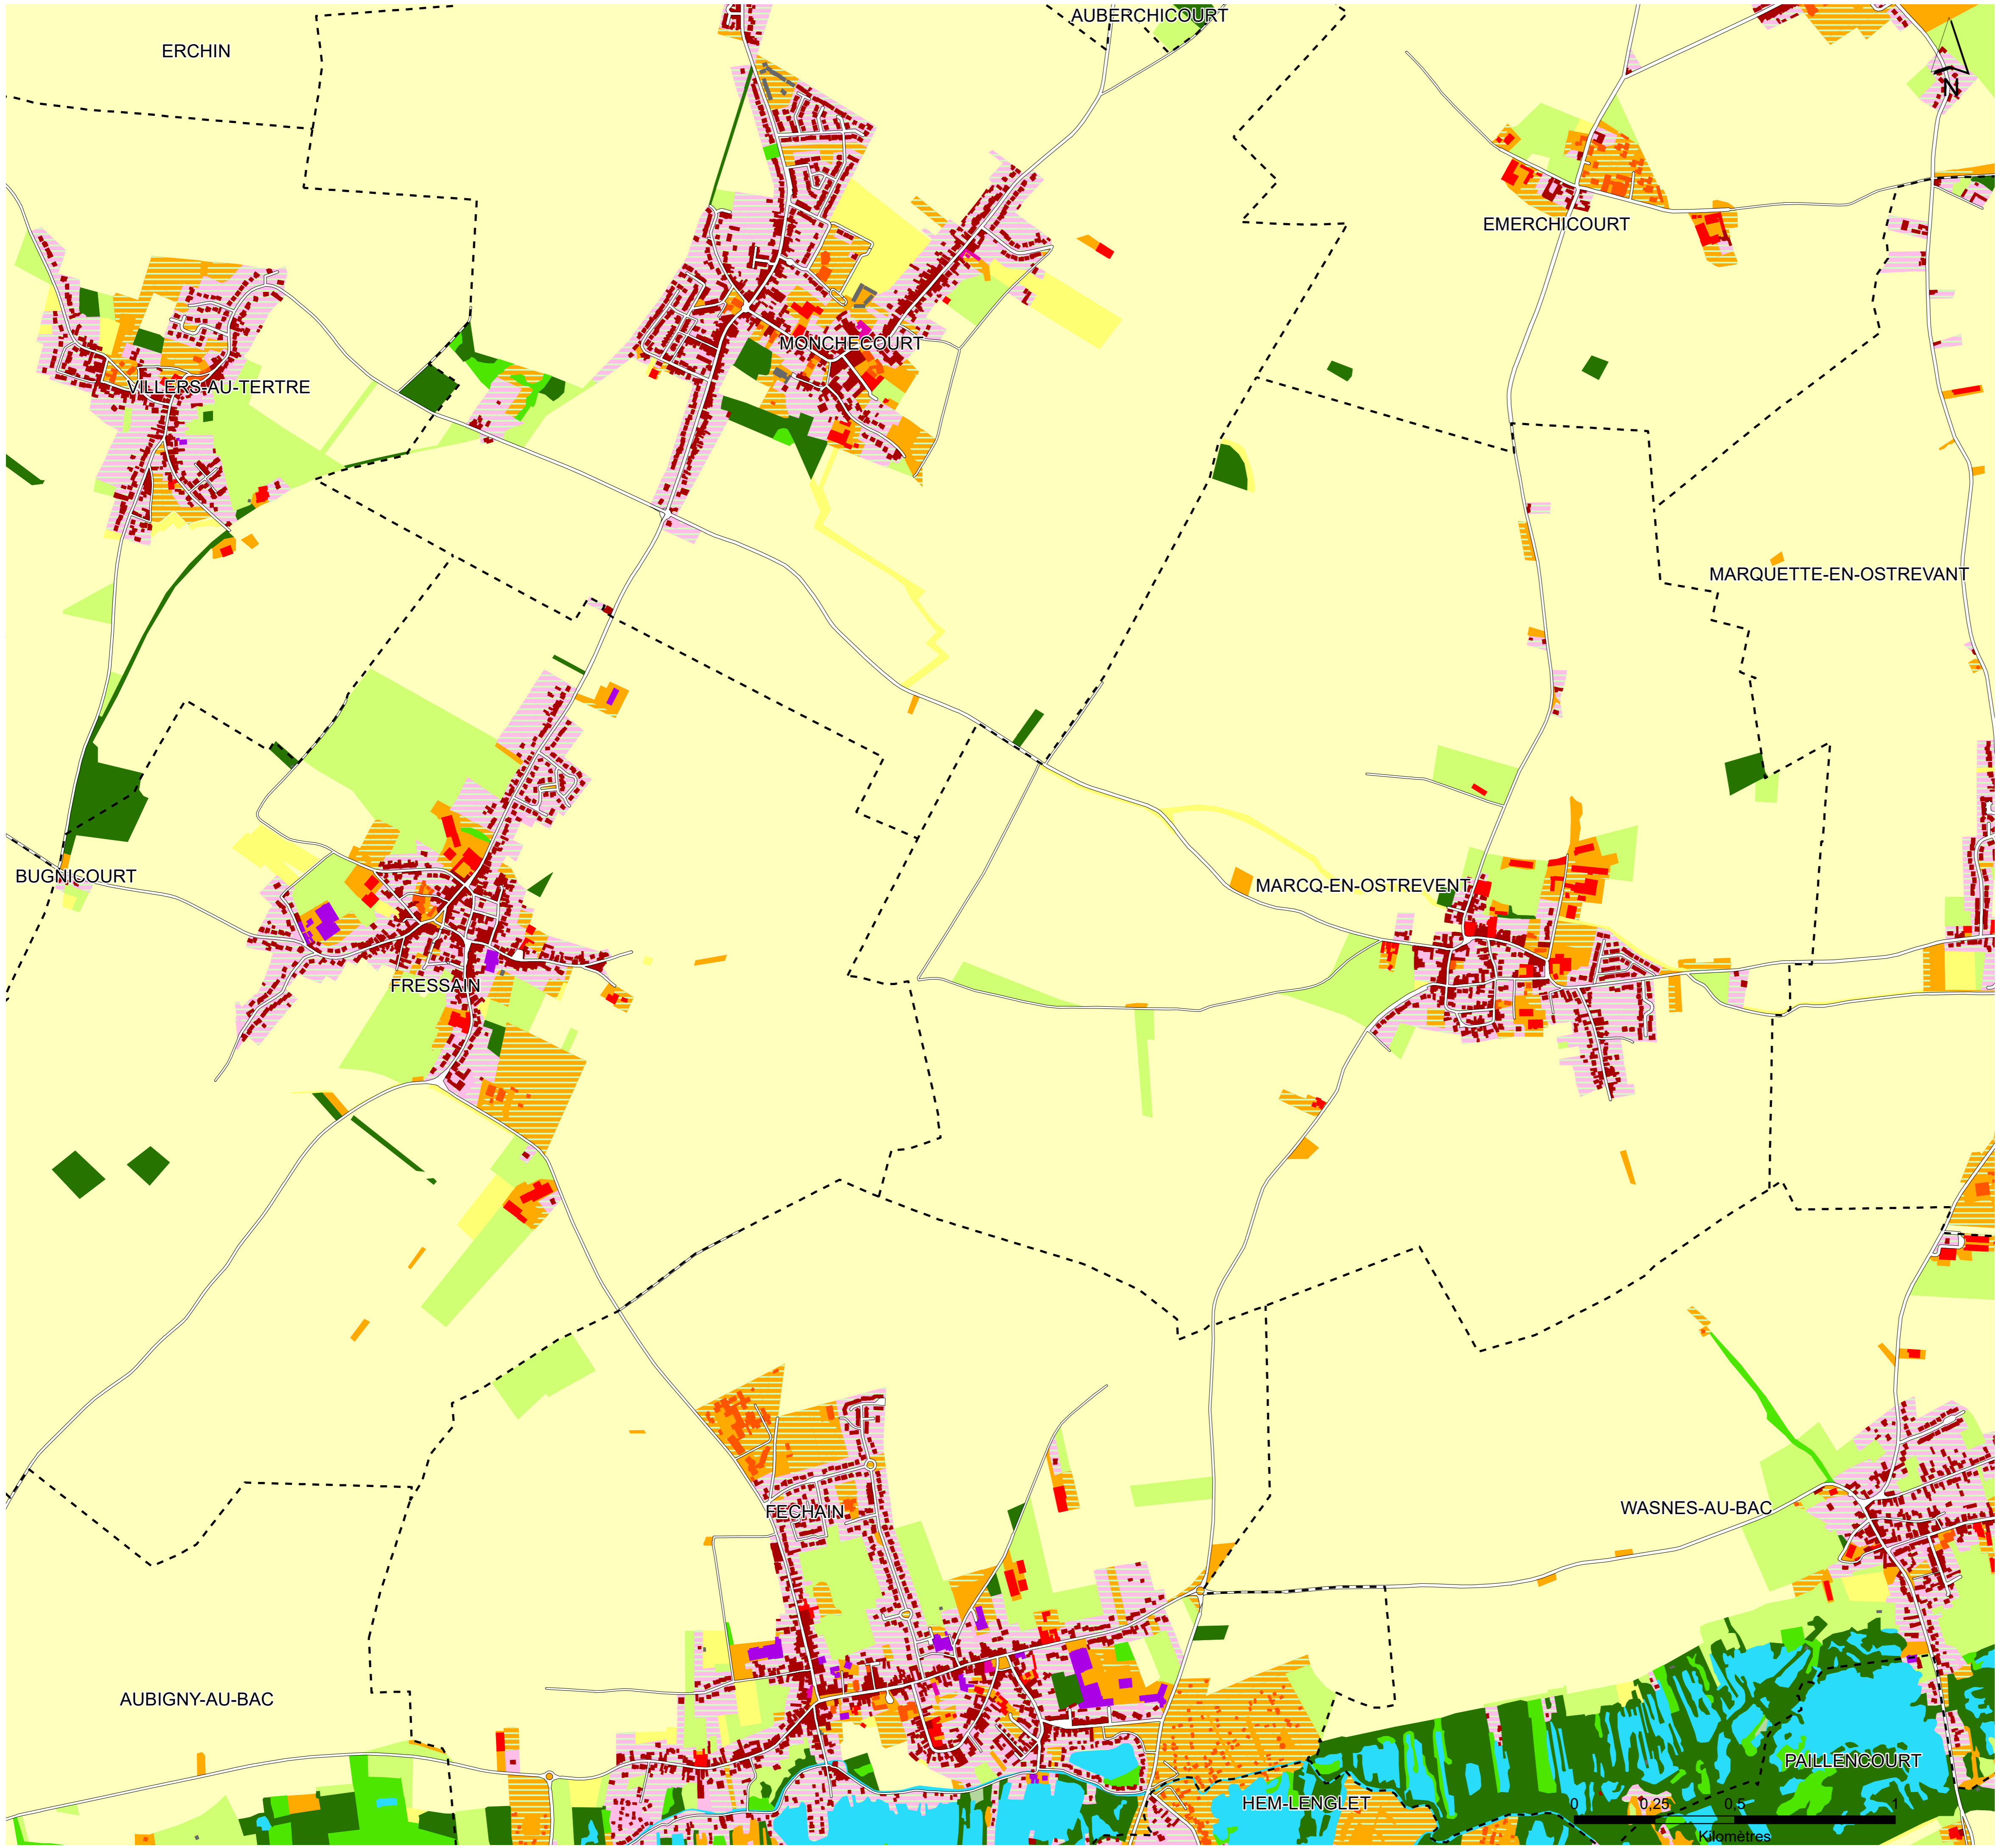 AUBERCHICOURT
ERCHIN
N
EMERCHICOURT
MONCHECOURT
VILLERS-AU-TERTRE
MARQUETTE-EN-OSTREVANT
BUGNICOURT
MARCQ-EN-OSTREVENT
FRESSAIN
FECHAIN
WASNES-AU-BAC
AUBIGNY-AU-BAC
PAILLENCOURT
HEM-LENGLET
0 0,25 0,5 1
Kilomètres